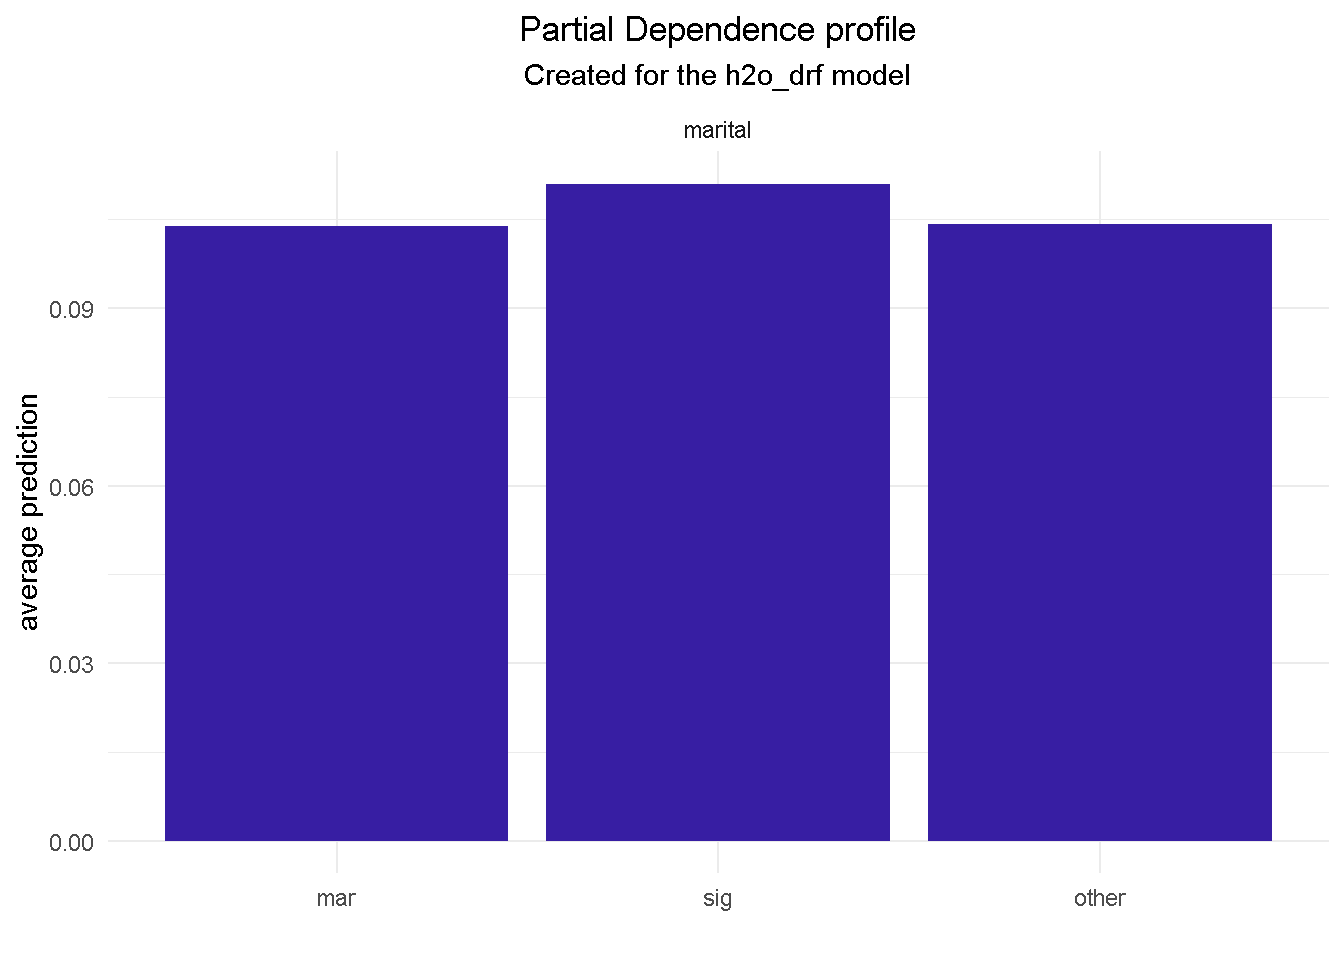 Partial Dependence profile
Created for the h2o_drf model
marital
average prediction
0.09
0.06
0.03
0.00
mar
sig
other